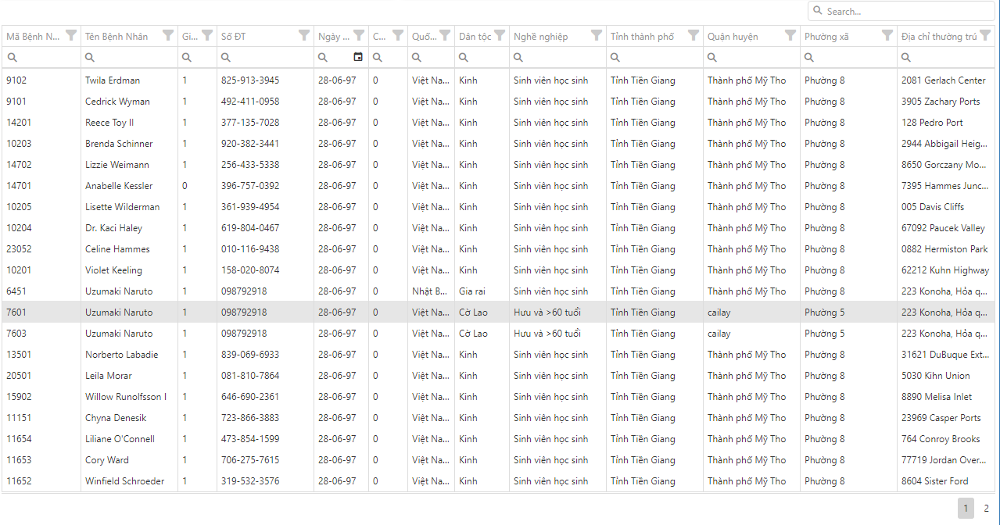 Search...
Mã Bệnh N... Tên Bệnh Nhân Gi... Số ĐT Ngày ... C... Quố... Dân tộc Nghề nghiệp Tỉnh thành phố Quận huyện Phường xã Địa chỉ thường trú
9102 Twila Erdman 1 825-913-3945 28-06-97 0 Việt Na... Kinh Sinh viên học sinh Tỉnh Tiền Giang Thành phố Mỹ Tho Phường 8 2081 Gerlach Center
9101 Cedrick Wyman 1 492-411-0958 28-06-97 0 Việt Na... Kinh Sinh viên học sinh Tỉnh Tiền Giang Thành phố Mỹ Tho Phường 8 3905 Zachary Ports
14201 Reece Toy II 1 377-135-7028 28-06-97 0 Việt Na... Kinh Sinh viên học sinh Tỉnh Tiền Giang Thành phố Mỹ Tho Phường 8 128 Pedro Port
10203 Brenda Schinner 1 920-382-3441 28-06-97 0 Việt Na... Kinh Sinh viên học sinh Tỉnh Tiền Giang Thành phố Mỹ Tho Phường 8 2944 Abbigail Heig...
14702 Lizzie Weimann 1 256-433-5338 28-06-97 0 Việt Na... Kinh Sinh viên học sinh Tỉnh Tiền Giang Thành phố Mỹ Tho Phường 8 8650 Gorczany Mo...
14701 Anabelle Kessler 0 396-757-0392 28-06-97 0 Việt Na... Kinh Sinh viên học sinh Tỉnh Tiền Giang Thành phố Mỹ Tho Phường 8 7395 Hammes Junc...
10205 Lisette Wilderman 1 361-939-4954 28-06-97 0 Việt Na... Kinh Sinh viên học sinh Tỉnh Tiền Giang Thành phố Mỹ Tho Phường 8 005 Davis Cliffs
10204 Dr. Kaci Haley 1 619-804-0467 28-06-97 0 Việt Na... Kinh Sinh viên học sinh Tỉnh Tiền Giang Thành phố Mỹ Tho Phường 8 67092 Paucek Valley
23052 Celine Hammes 1 010-116-9438 28-06-97 0 Việt Na... Kinh Sinh viên học sinh Tỉnh Tiền Giang Thành phố Mỹ Tho Phường 8 0882 Hermiston Park
10201 Violet Keeling 1 158-020-8074 28-06-97 0 Việt Na... Kinh Sinh viên học sinh Tỉnh Tiền Giang Thành phố Mỹ Tho Phường 8 62212 Kuhn Highway
6451 Uzumaki Naruto 1 098792918 28-06-97 0 Nhật B... Gia rai Sinh viên học sinh Tỉnh Tiền Giang Thành phố Mỹ Tho Phường 8 223 Konoha, Hỏa q...
7601 Uzumaki Naruto 1 098792918 28-06-97 0 Việt Na... Cờ Lao Hưu và >60 tuổi Tỉnh Tiền Giang cailay Phường 5 223 Konoha, Hỏa q...
7603 Uzumaki Naruto 1 098792918 28-06-97 0 Việt Na... Cờ Lao Hưu và >60 tuổi Tỉnh Tiền Giang cailay Phường 5 223 Konoha, Hỏa q...
13501 Norberto Labadie 1 839-069-6933 28-06-97 0 Việt Na... Kinh Sinh viên học sinh Tỉnh Tiền Giang Thành phố Mỹ Tho Phường 8 31621 DuBuque Ext...
20501 Leila Morar 1 081-810-7864 28-06-97 0 Việt Na... Kinh Sinh viên học sinh Tỉnh Tiền Giang Thành phố Mỹ Tho Phường 8 5030 Kihn Union
15902 Willow Runolfsson I 1 646-690-2361 28-06-97 0 Việt Na... Kinh Sinh viên học sinh Tỉnh Tiền Giang Thành phố Mỹ Tho Phường 8 8890 Melisa Inlet
11151 Chyna Denesik 1 723-866-3883 28-06-97 0 Việt Na... Kinh Sinh viên học sinh Tỉnh Tiền Giang Thành phố Mỹ Tho Phường 8 23969 Casper Ports
11654 Liliane O'Connell 1 473-854-1599 28-06-97 0 Việt Na... Kinh Sinh viên học sinh Tỉnh Tiền Giang Thành phố Mỹ Tho Phường 8 764 Conroy Brooks
11653 Cory Ward 1 706-275-7615 28-06-97 0 Việt Na... Kinh Sinh viên học sinh Tỉnh Tiền Giang Thành phố Mỹ Tho Phường 8 77719 Jordan Over...
11652 Winfield Schroeder 1 319-532-3576 28-06-97 0 Việt Na... Kinh Sinh viên học sinh Tỉnh Tiền Giang Thành phố Mỹ Tho Phường 8 8604 Sister Ford
1 2